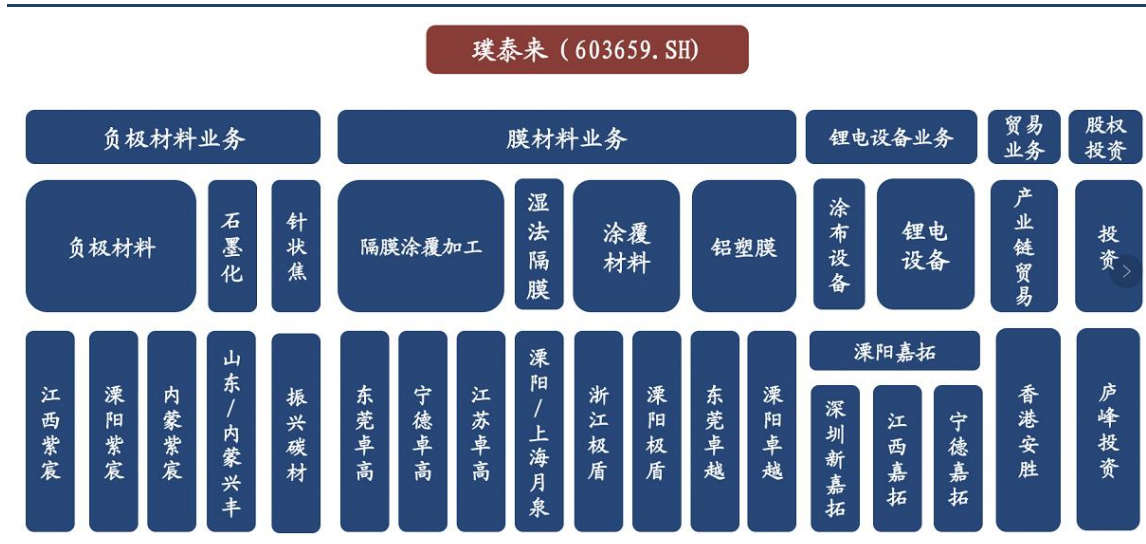 璞泰来（603659.SH）
负极材料业务
膜材料业务
锂电设备业务
贸易
业务
股权
投资
负极材料
石墨化
针状焦
隔膜涂覆加工
湿法隔膜
涂覆
材料
铝塑膜
涂布设备
锂电
设备
产业链贸易
投资
江西紫宸
溧阳紫宸
内蒙紫宸
山东/内蒙兴丰
振兴碳材
东莞卓高
宁德卓高
江苏卓高
溧阳/上海月泉
浙江极盾
溧阳极盾
东莞卓越
溧阳卓越
溧阳嘉拓
深圳新嘉拓
江西嘉拓
宁德嘉拓
香港安胜
庐峰投资